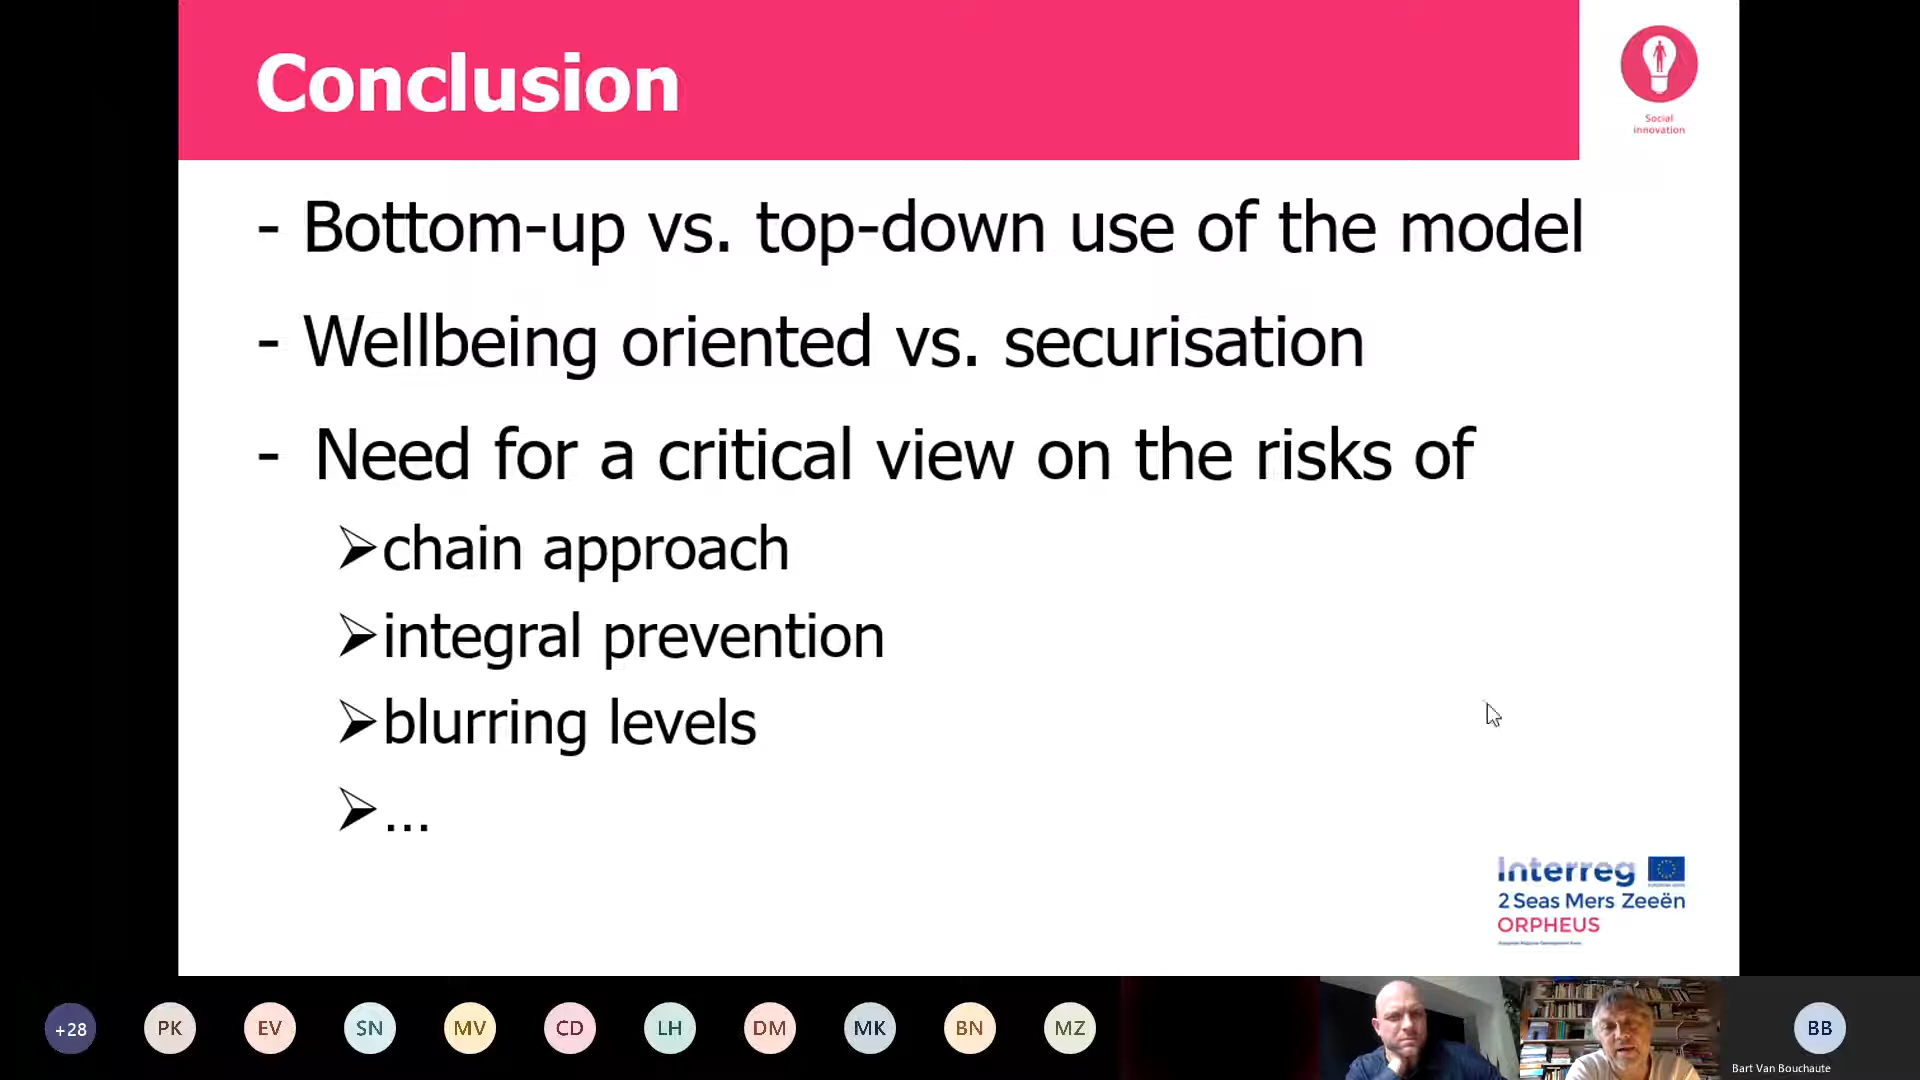 Conclusion
Social
innovation
- Bottom-up vs. top-down use of the model
- Wellbeing oriented vs. securisation
- Need for a critical view on the risks of
➢chain approach
➢integral prevention
➢blurring levels
➢...
Interreg
2 Seas Mers Zeeën
ORPHEUS
+28
PK
EV
SN
MV
CD
LH
DM
MK
BN
MZ
BB
Bart Van Bouchaute